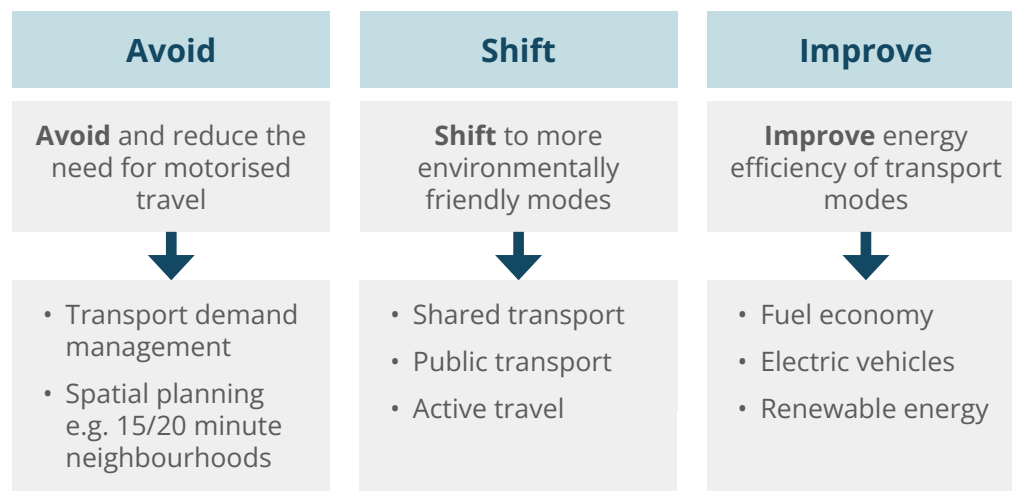 Avoid
Avoid and reduce the
need for motorised
travel
• Transport demand
management
• Spatial planning
e.g. 15/20 minute
neighbourhoods
Shift
Shift to more
environmentally
friendly modes
• Shared transport
• Public transport
• Active travel
Improve
Improve energy
efficiency of transport
modes
• Fuel economy
• Electric vehicles
• Renewable energy